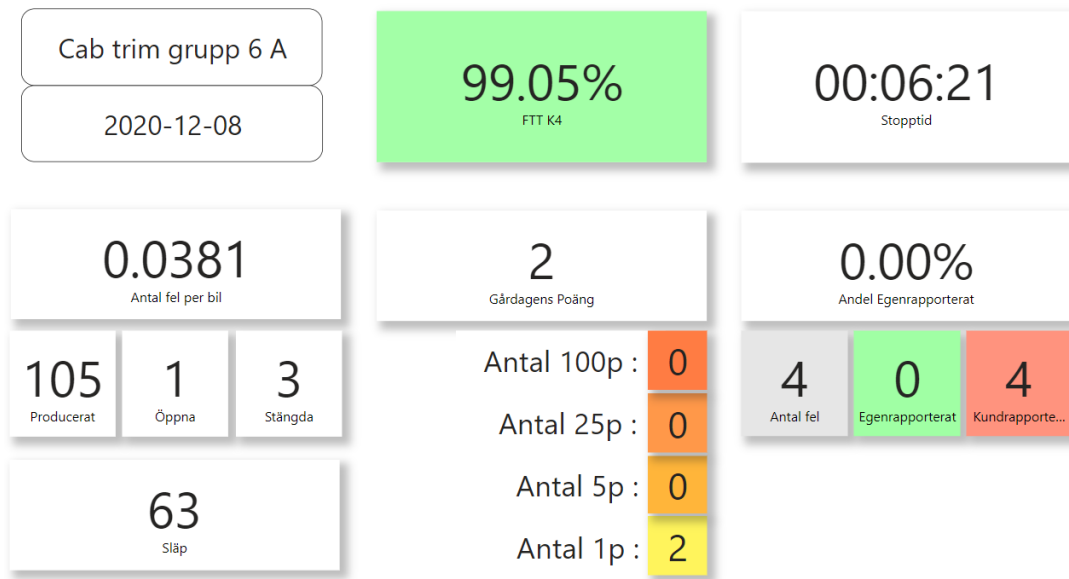 Cab trim grupp 6 A
2020-12-08
99.05%
FTT K4
00:06:21
Stopptid
0.0381
Antal fel per bil
2
Gårdagens Poäng
0.00%
Andel Egenrapporterat
105
Producerat
1
Öppna
3
Stängda
Antal 100p : 0
Antal 25p : 0
Antal 5p : 0
Antal 1p : 2
4
Antal fel
0
Egenrapporterat
4
Kundrapporte...
63
Släp